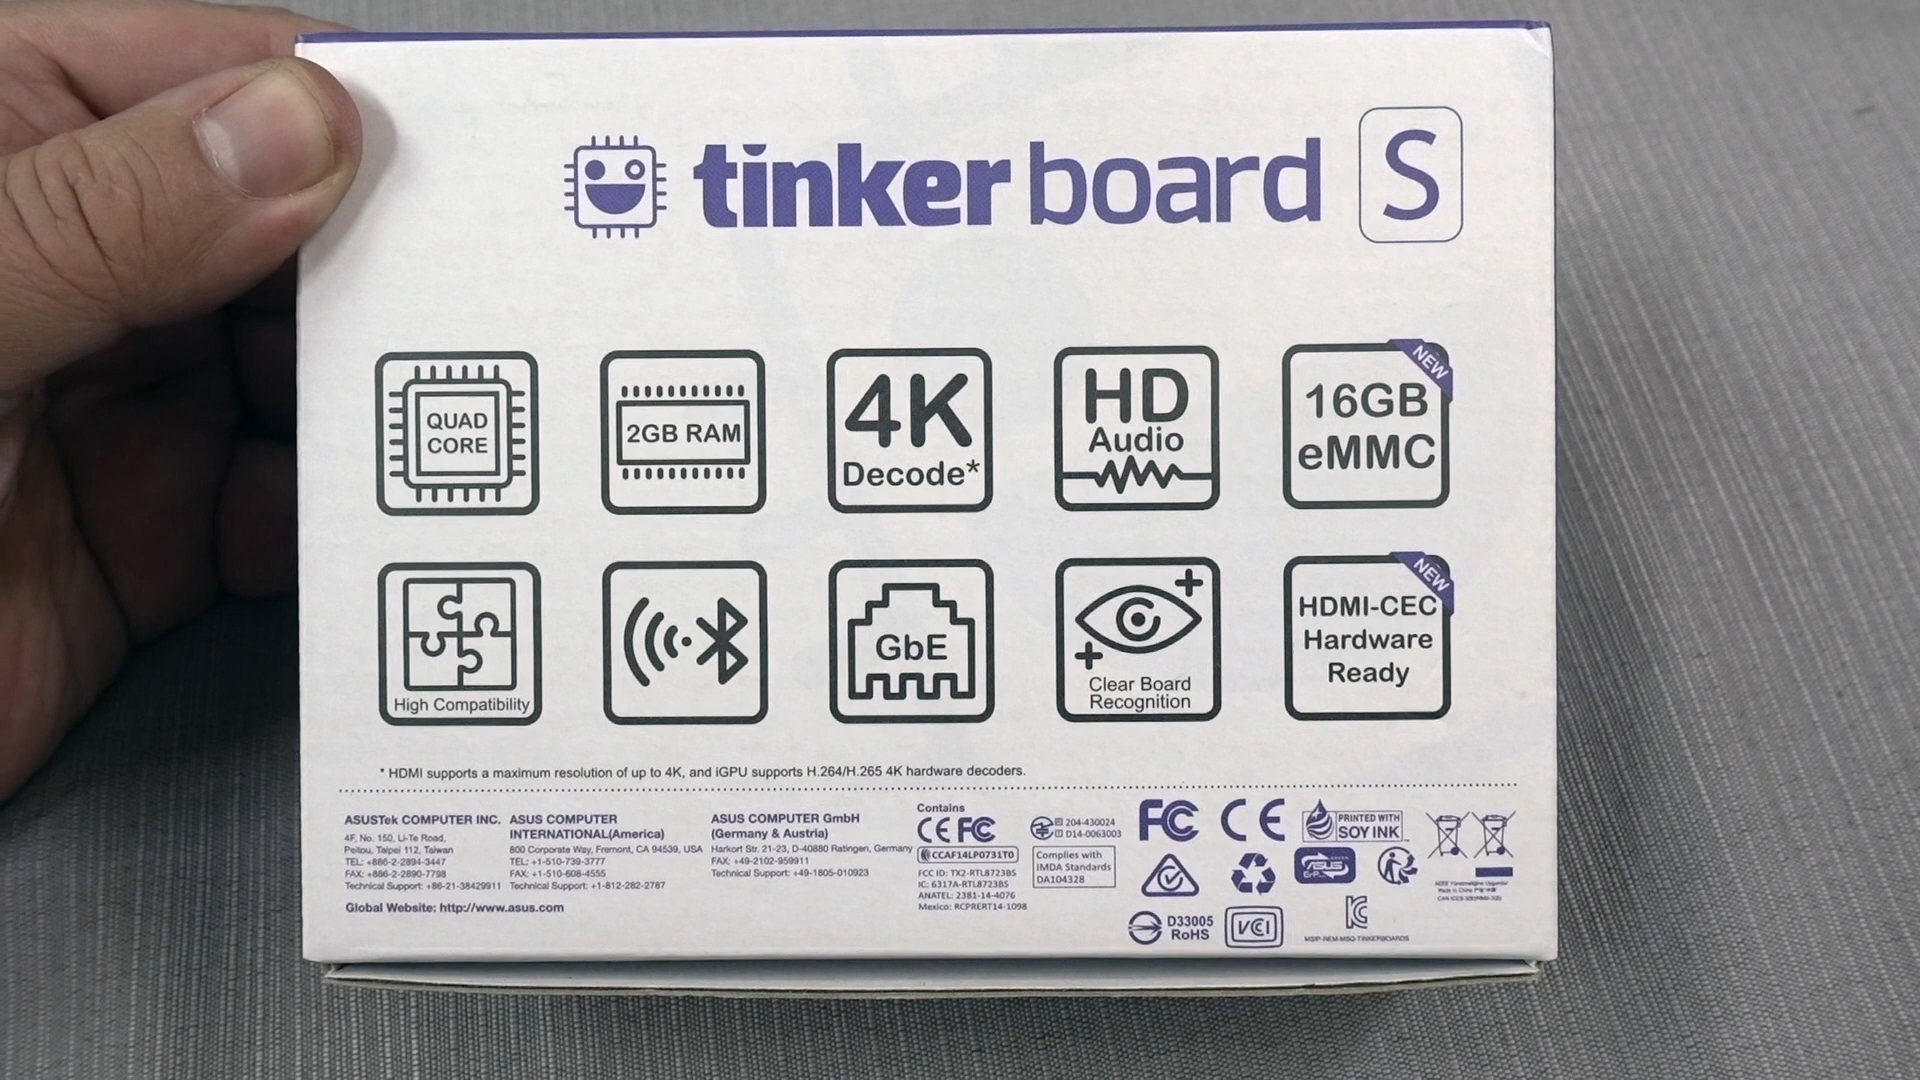 tinker board S
QUAD
CORE
2GB RAM
4K
Decode*
HD
Audio
NEW
16GB
eMMC
High Compatibility
GbE
Clear Board
Recognition
NEW
HDMI-CEC
Hardware
Ready
* HDMI supports a maximum resolution of up to 4K, and iGPU supports H.264/H.265 4K hardware decoders.
ASUSTek COMPUTER INC.
4F, No. 150, Li-Te Road,
Peitou, Taipei 112, Taiwan
TEL: +886-2-2894-3447
FAX: +886-2-2890-7798
Technical Support: +86-21-38429911
Global Website: http://www.asus.com
ASUS COMPUTER
INTERNATIONAL(America)
800 Corporate Way, Fremont, CA 94539, USA
TEL: +1-510-739-3777
FAX: +1-510-608-4555
Technical Support: +1-812-282-2787
ASUS COMPUTER GmbH
(Germany & Austria)
Harkort Str. 21-23, D-40880 Ratingen, Germany
FAX: +49-2102-959911
Technical Support: +49-1805-010923
Contains
CE FC
CCAF14LP0731T0
FCC ID: TX2-RTL8723BS
IC: 6317A-RTL8723BS
ANATEL: 2381-14-4076
Mexico: RCPRERT14-1098
204-430024
D14-0063003
Complies with
IMDA Standards
DA104328
FC CE
PRINTED WITH
SOY INK
ASUS
D33005
RoHS
VCI
MSIP-REM-MSQ-TINKERBOARDS